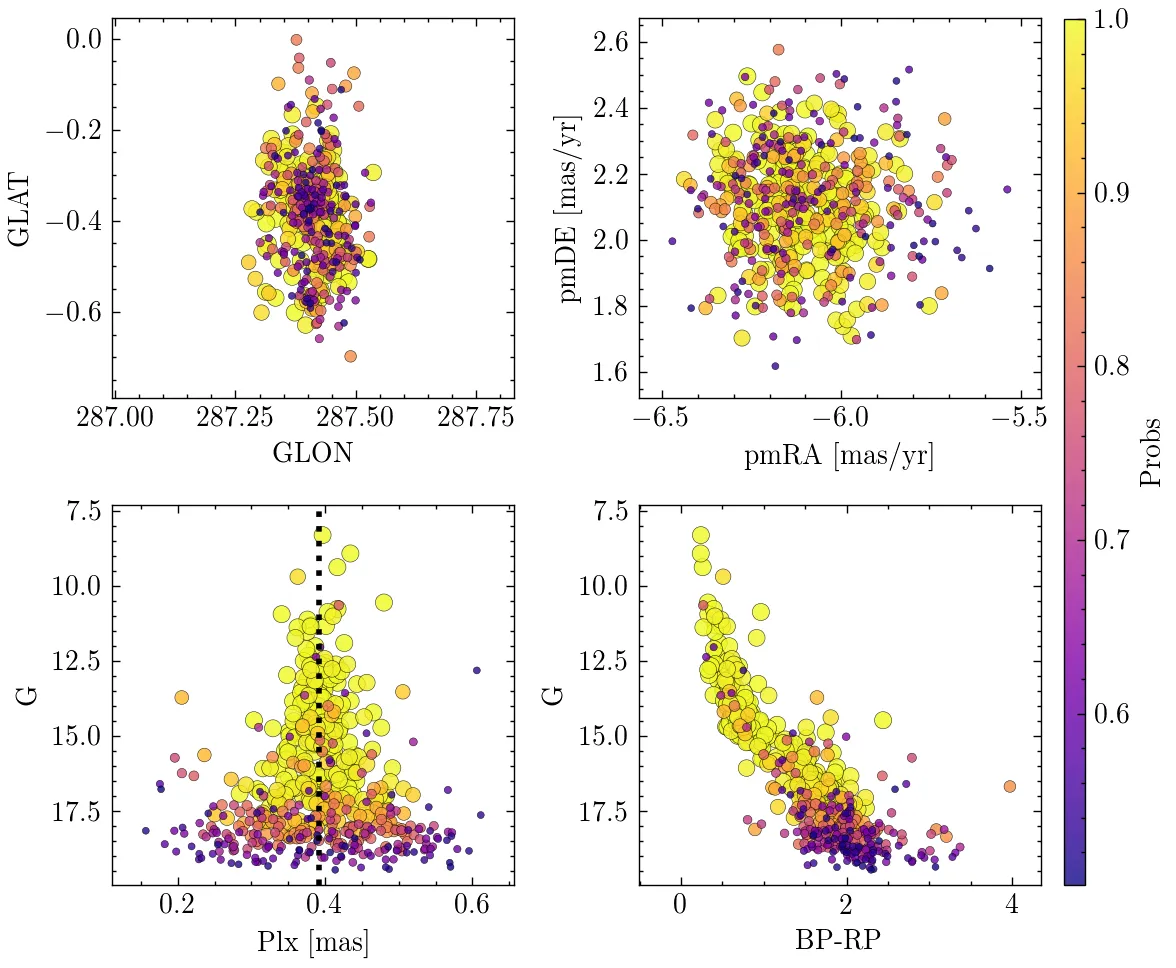 0.0
−0.2
−0.4
−0.6
GLAT
287.00 287.25 287.50 287.75
GLON
2.6
2.4
2.2
2.0
1.8
1.6
pmDE [mas/yr]
−6.5 −6.0 −5.5
pmRA [mas/yr]
7.5
10.0
12.5
15.0
17.5
G
0.2 0.4 0.6
Plx [mas]
7.5
10.0
12.5
15.0
17.5
G
0 2 4
BP-RP
1.0
0.9
0.8
0.7
0.6
Probs